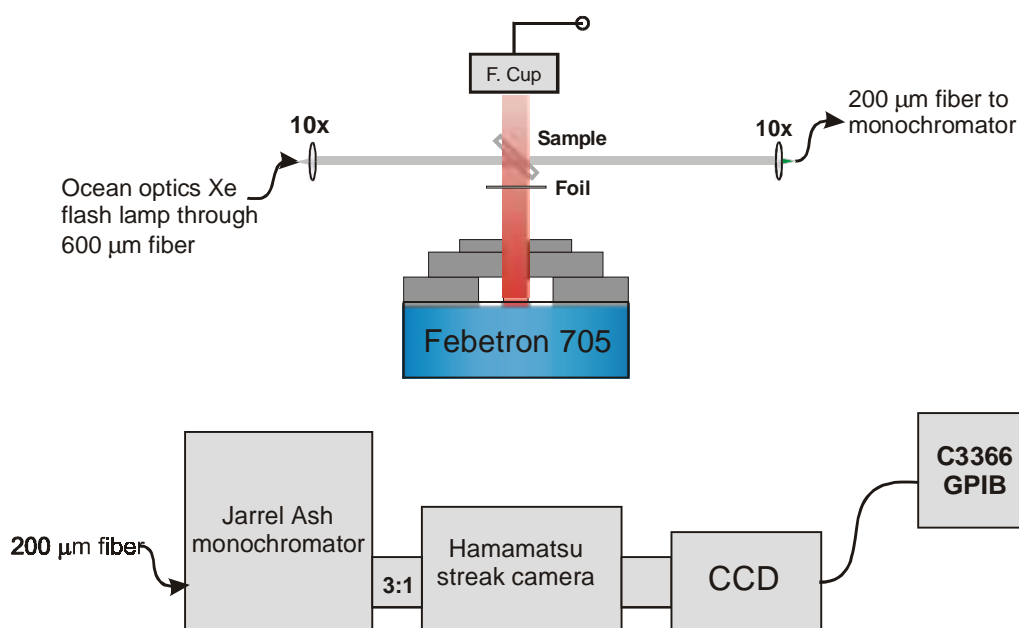 F. Cup
200 μm fiber to
monochromator
10x
Sample
10x
Foil
Ocean optics Xe
flash lamp through
600 μm fiber
Febetron 705
C3366
GPIB
Jarrel Ash
monochromator
Hamamatsu
streak camera
200 μm fiber
3:1
CCD